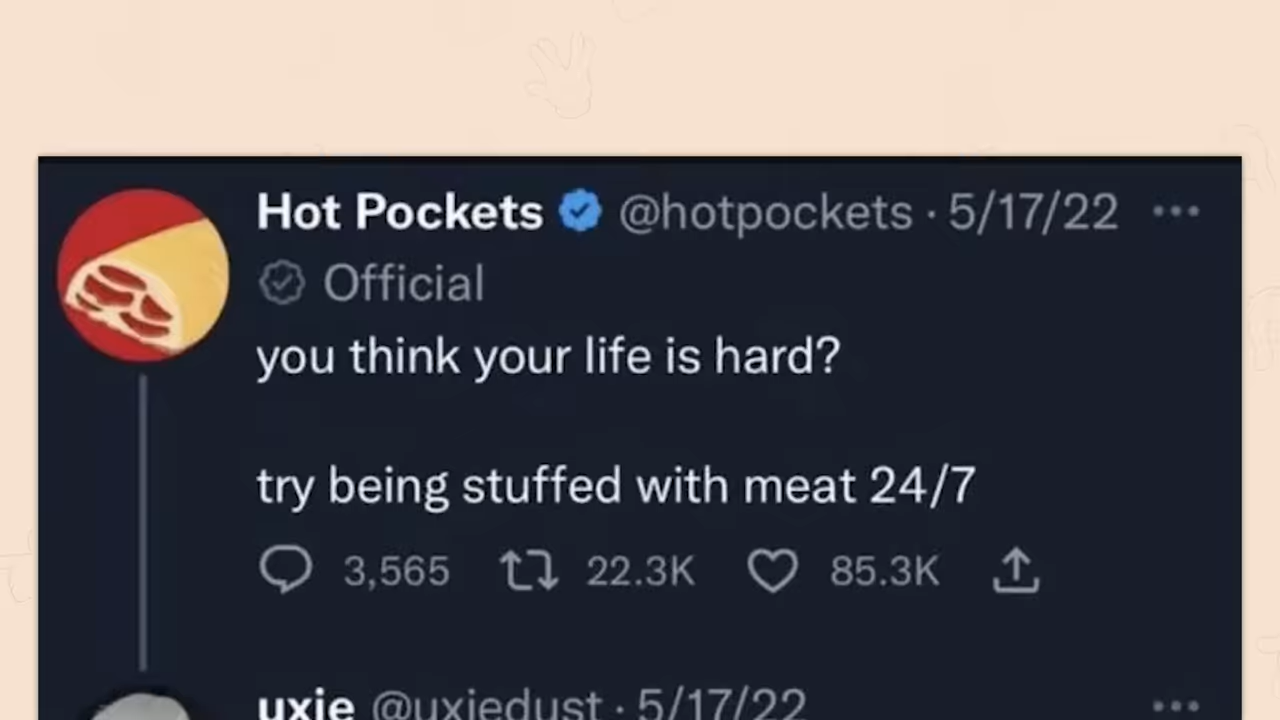 Hot Pockets @hotpockets · 5/17/22
Official
you think your life is hard?
try being stuffed with meat 24/7
3,565 22.3K 85.3K
uxie @uxiedust · 5/17/22